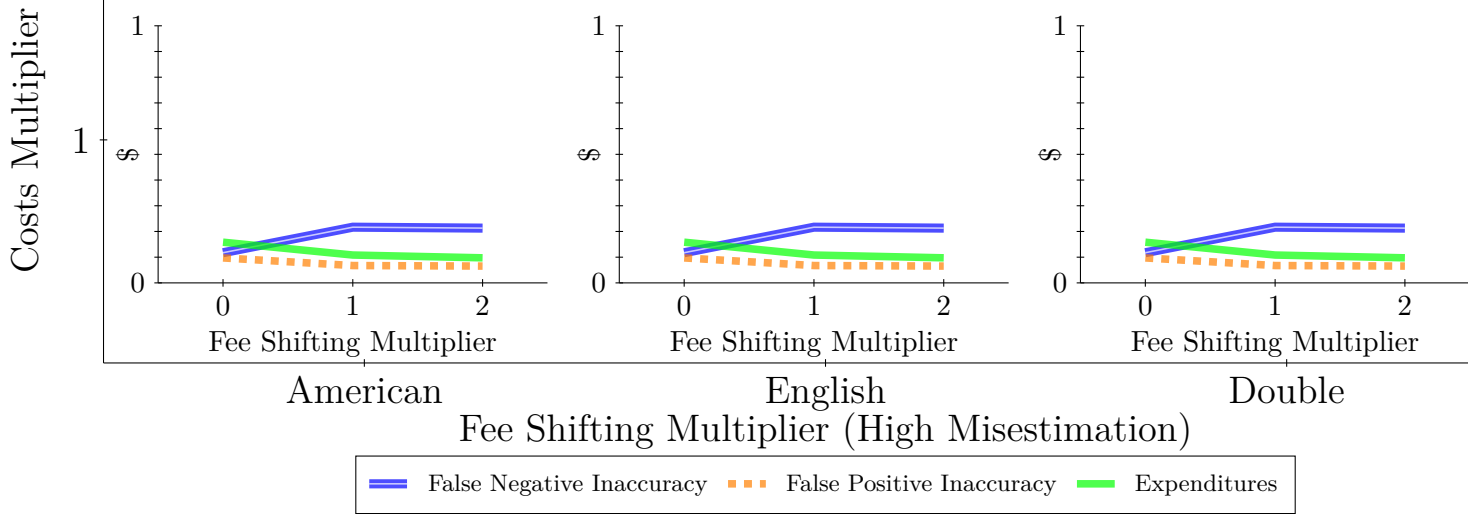 Costs Multiplier
1
1
$
0
0 1 2
Fee Shifting Multiplier
1
$
0
0 1 2
Fee Shifting Multiplier
1
$
0
0 1 2
Fee Shifting Multiplier
American English Double
Fee Shifting Multiplier (High Misestimation)
False Negative Inaccuracy False Positive Inaccuracy Expenditures